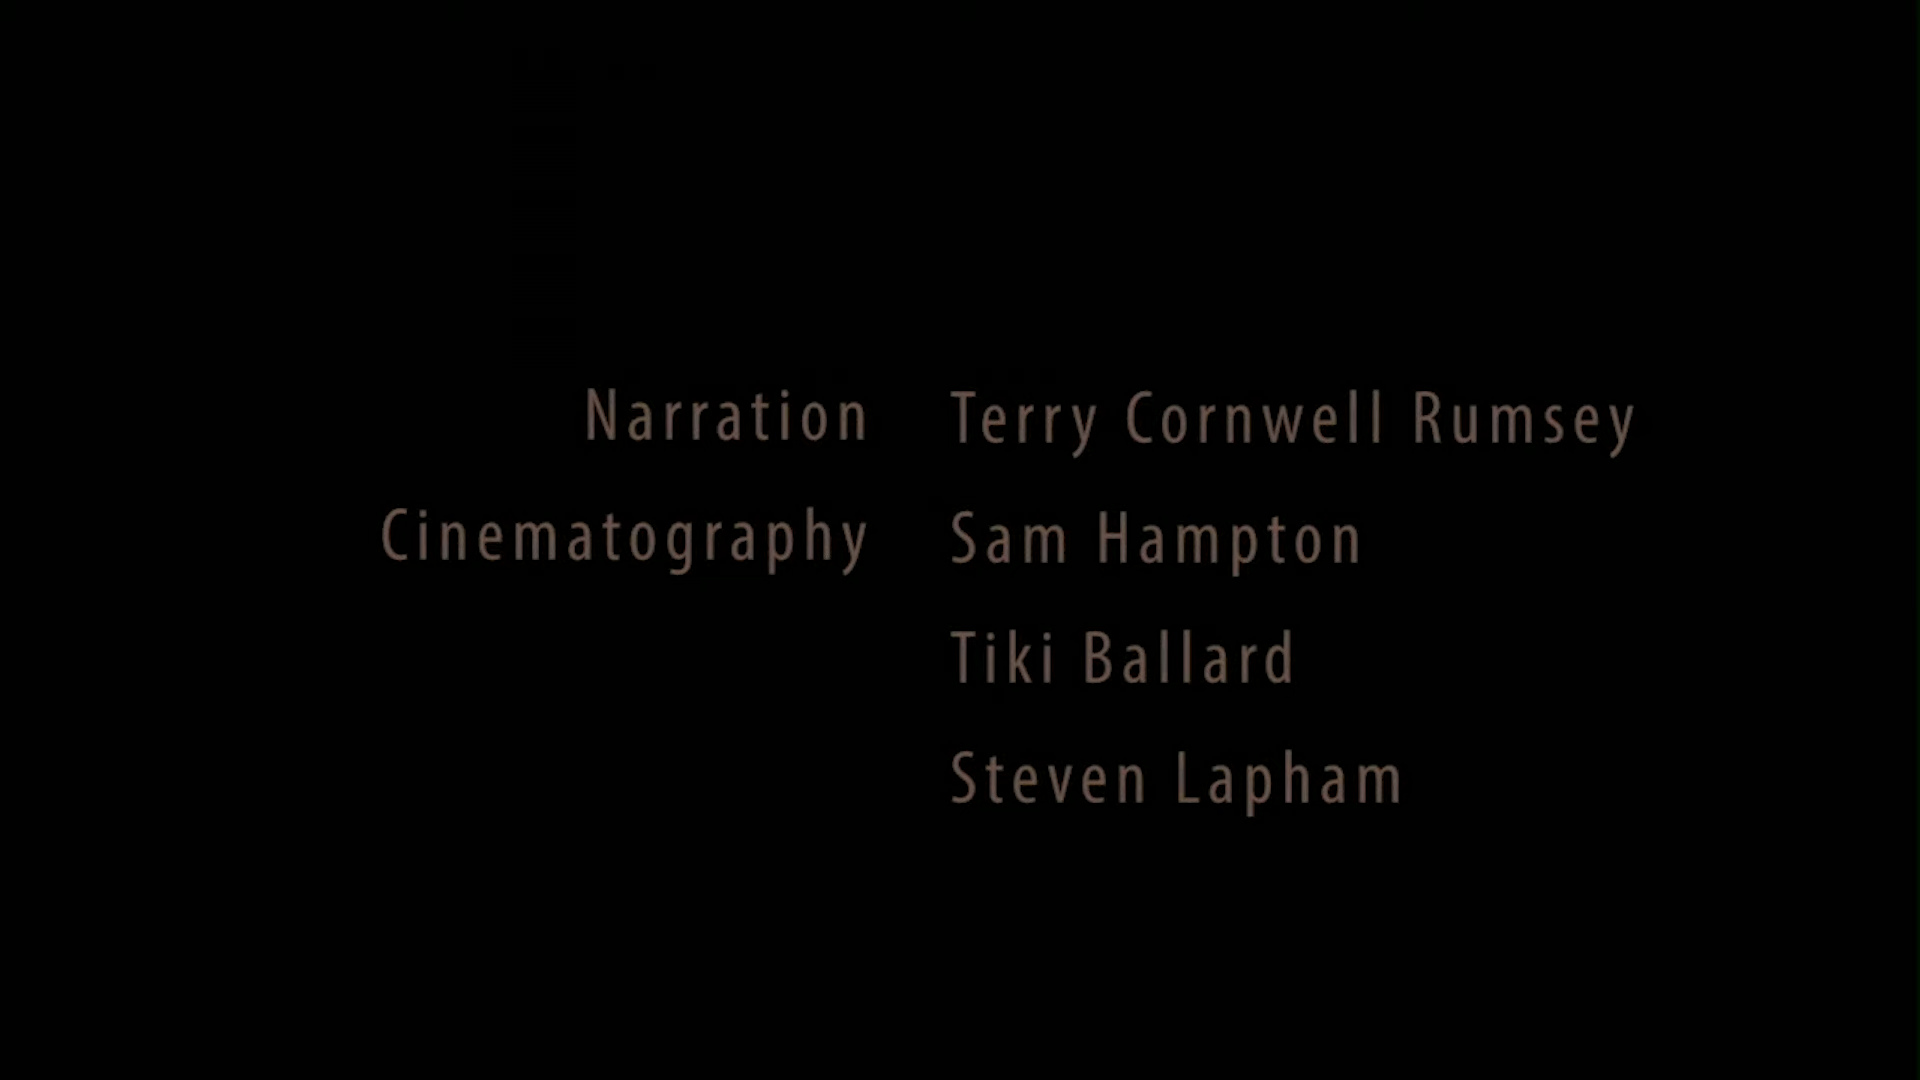 Narration Terry Cornwell Rumsey
Cinematography Sam Hampton
Tiki Ballard
Steven Lapham